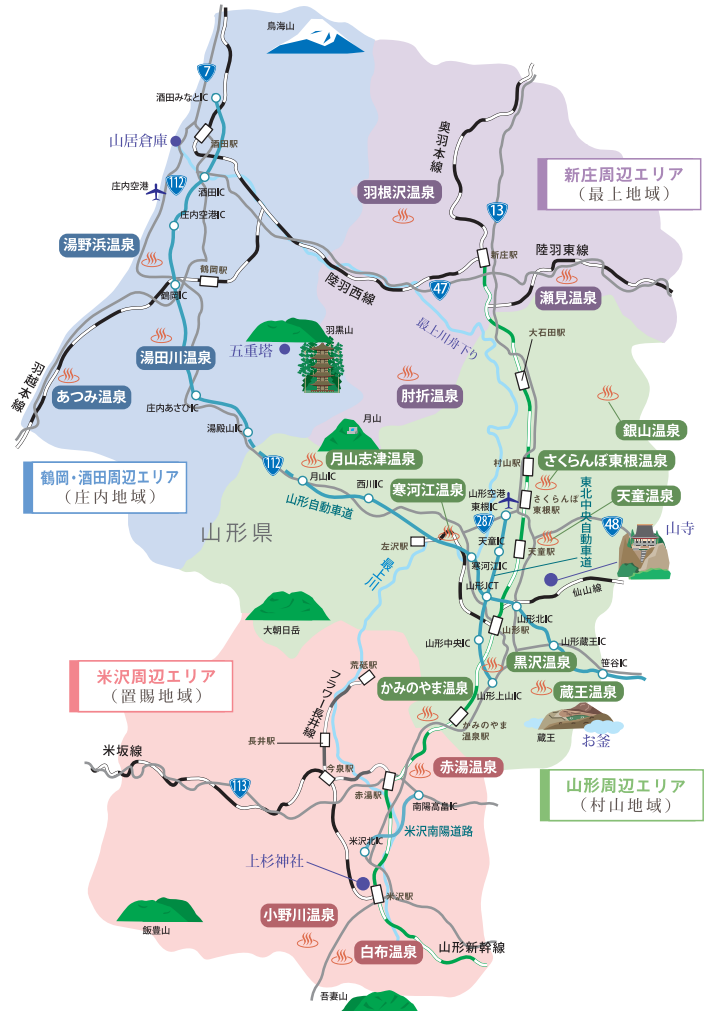 鳥海山
7
酒田みなとIC
山居倉庫
酒田駅
奥羽本線
新庄周辺エリア
（最上地域）
庄内空港
112
酒田IC
羽根沢温泉
13
庄内空港IC
湯野浜温泉
新庄駅
陸羽東線
鶴岡駅
陸羽西線
47
瀬見温泉
鶴岡IC
最上川舟下り
大石田駅
羽黒山
五重塔
湯田川温泉
羽越本線
あつみ温泉
肘折温泉
庄内あさひIC
銀山温泉
月山
湯殿山IC
月山志津温泉
村山駅
さくらんぼ東根温泉
鶴岡・酒田周辺エリア
（庄内地域）
112
月山IC
西川IC
寒河江温泉
山形空港
東根IC
さくらんぼ
東根駅
天童温泉
山形自動車道
287
東北中央自動車道
48
山形県
天童IC
天童駅
山寺
左沢駅
寒河江IC
最上川
山形JCT
仙山線
大朝日岳
山形北IC
山形駅
山形中央IC
山形蔵王IC
笹谷IC
米沢周辺エリア
（置賜地域）
荒砥駅
黒沢温泉
フラワー長井線
かみのやま温泉
山形上山IC
蔵王温泉
かみのやま
温泉駅
蔵王
お釜
長井駅
米坂線
今泉駅
赤湯温泉
山形周辺エリア
（村山地域）
113
赤湯駅
南陽高畠IC
米沢北IC
米沢南陽道路
上杉神社
米沢駅
小野川温泉
飯豊山
白布温泉
山形新幹線
吾妻山